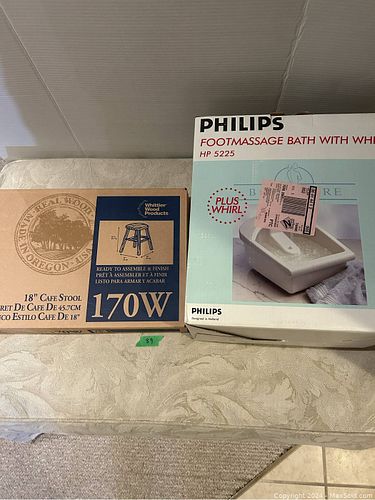 PHILIPS
FOOTMASSAGE BATH WITH WHI
HP 5225
PLUS
WHIRL
PHILIPS
Designed in Holland
REAL WOOD
MADE IN OREGON-USA
Whittier
Wood
Products
READY TO ASSEMBLE & FINISH
PRÊT À ASSEMBLER ET À FINIR
LISTO PARA ARMAR Y ACABAR
170W
18" CAFE STOOL
RET DE CAFE DE 45.7CM
CO ESTILO CAFE DE 18"
Copyright 2024 - MaxSold.com